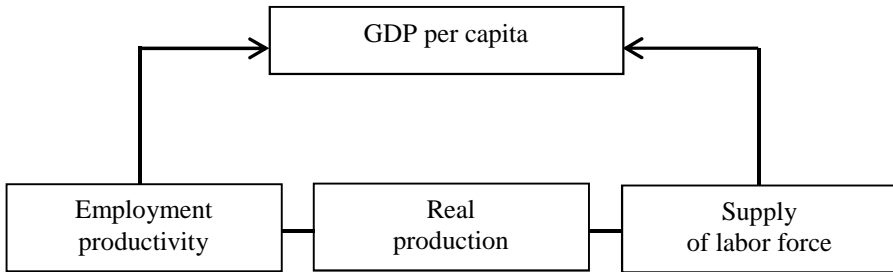 GDP per capita
Employment
productivity
Real
production
Supply
of labor force